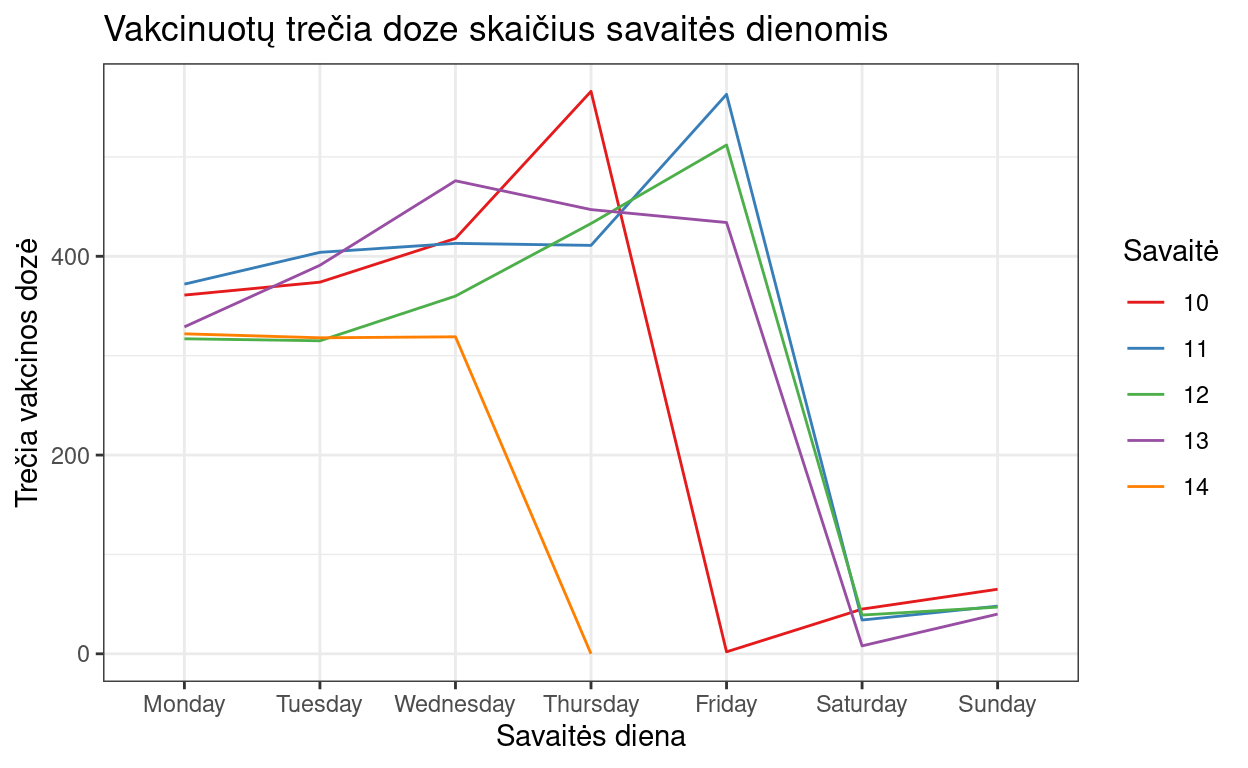 Vakcinuotų trečia doze skaičius savaitės dienomis
Trečia vakcinos dozė
400
200
0
Monday Tuesday Wednesday Thursday Friday Saturday Sunday
Savaitės diena
Savaitė
10
11
12
13
14